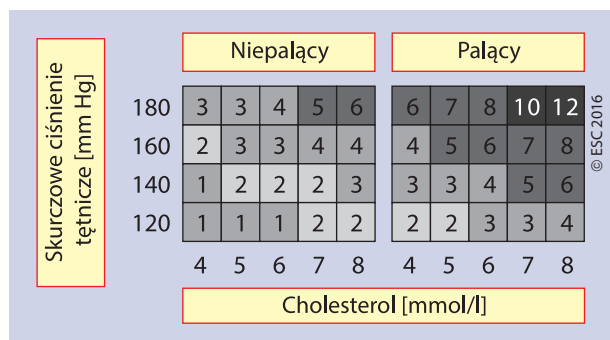 Niepalący Palący
Skurczowe ciśnienie
tętnicze [mm Hg]
180 3 3 4 5 6 6 7 8 10 12
160 2 3 3 4 4 4 5 6 7 8
140 1 2 2 2 3 3 3 4 5 6
120 1 1 1 2 2 2 2 3 3 4
4 5 6 7 8 4 5 6 7 8
Cholesterol [mmol/l]
© ESC 2016